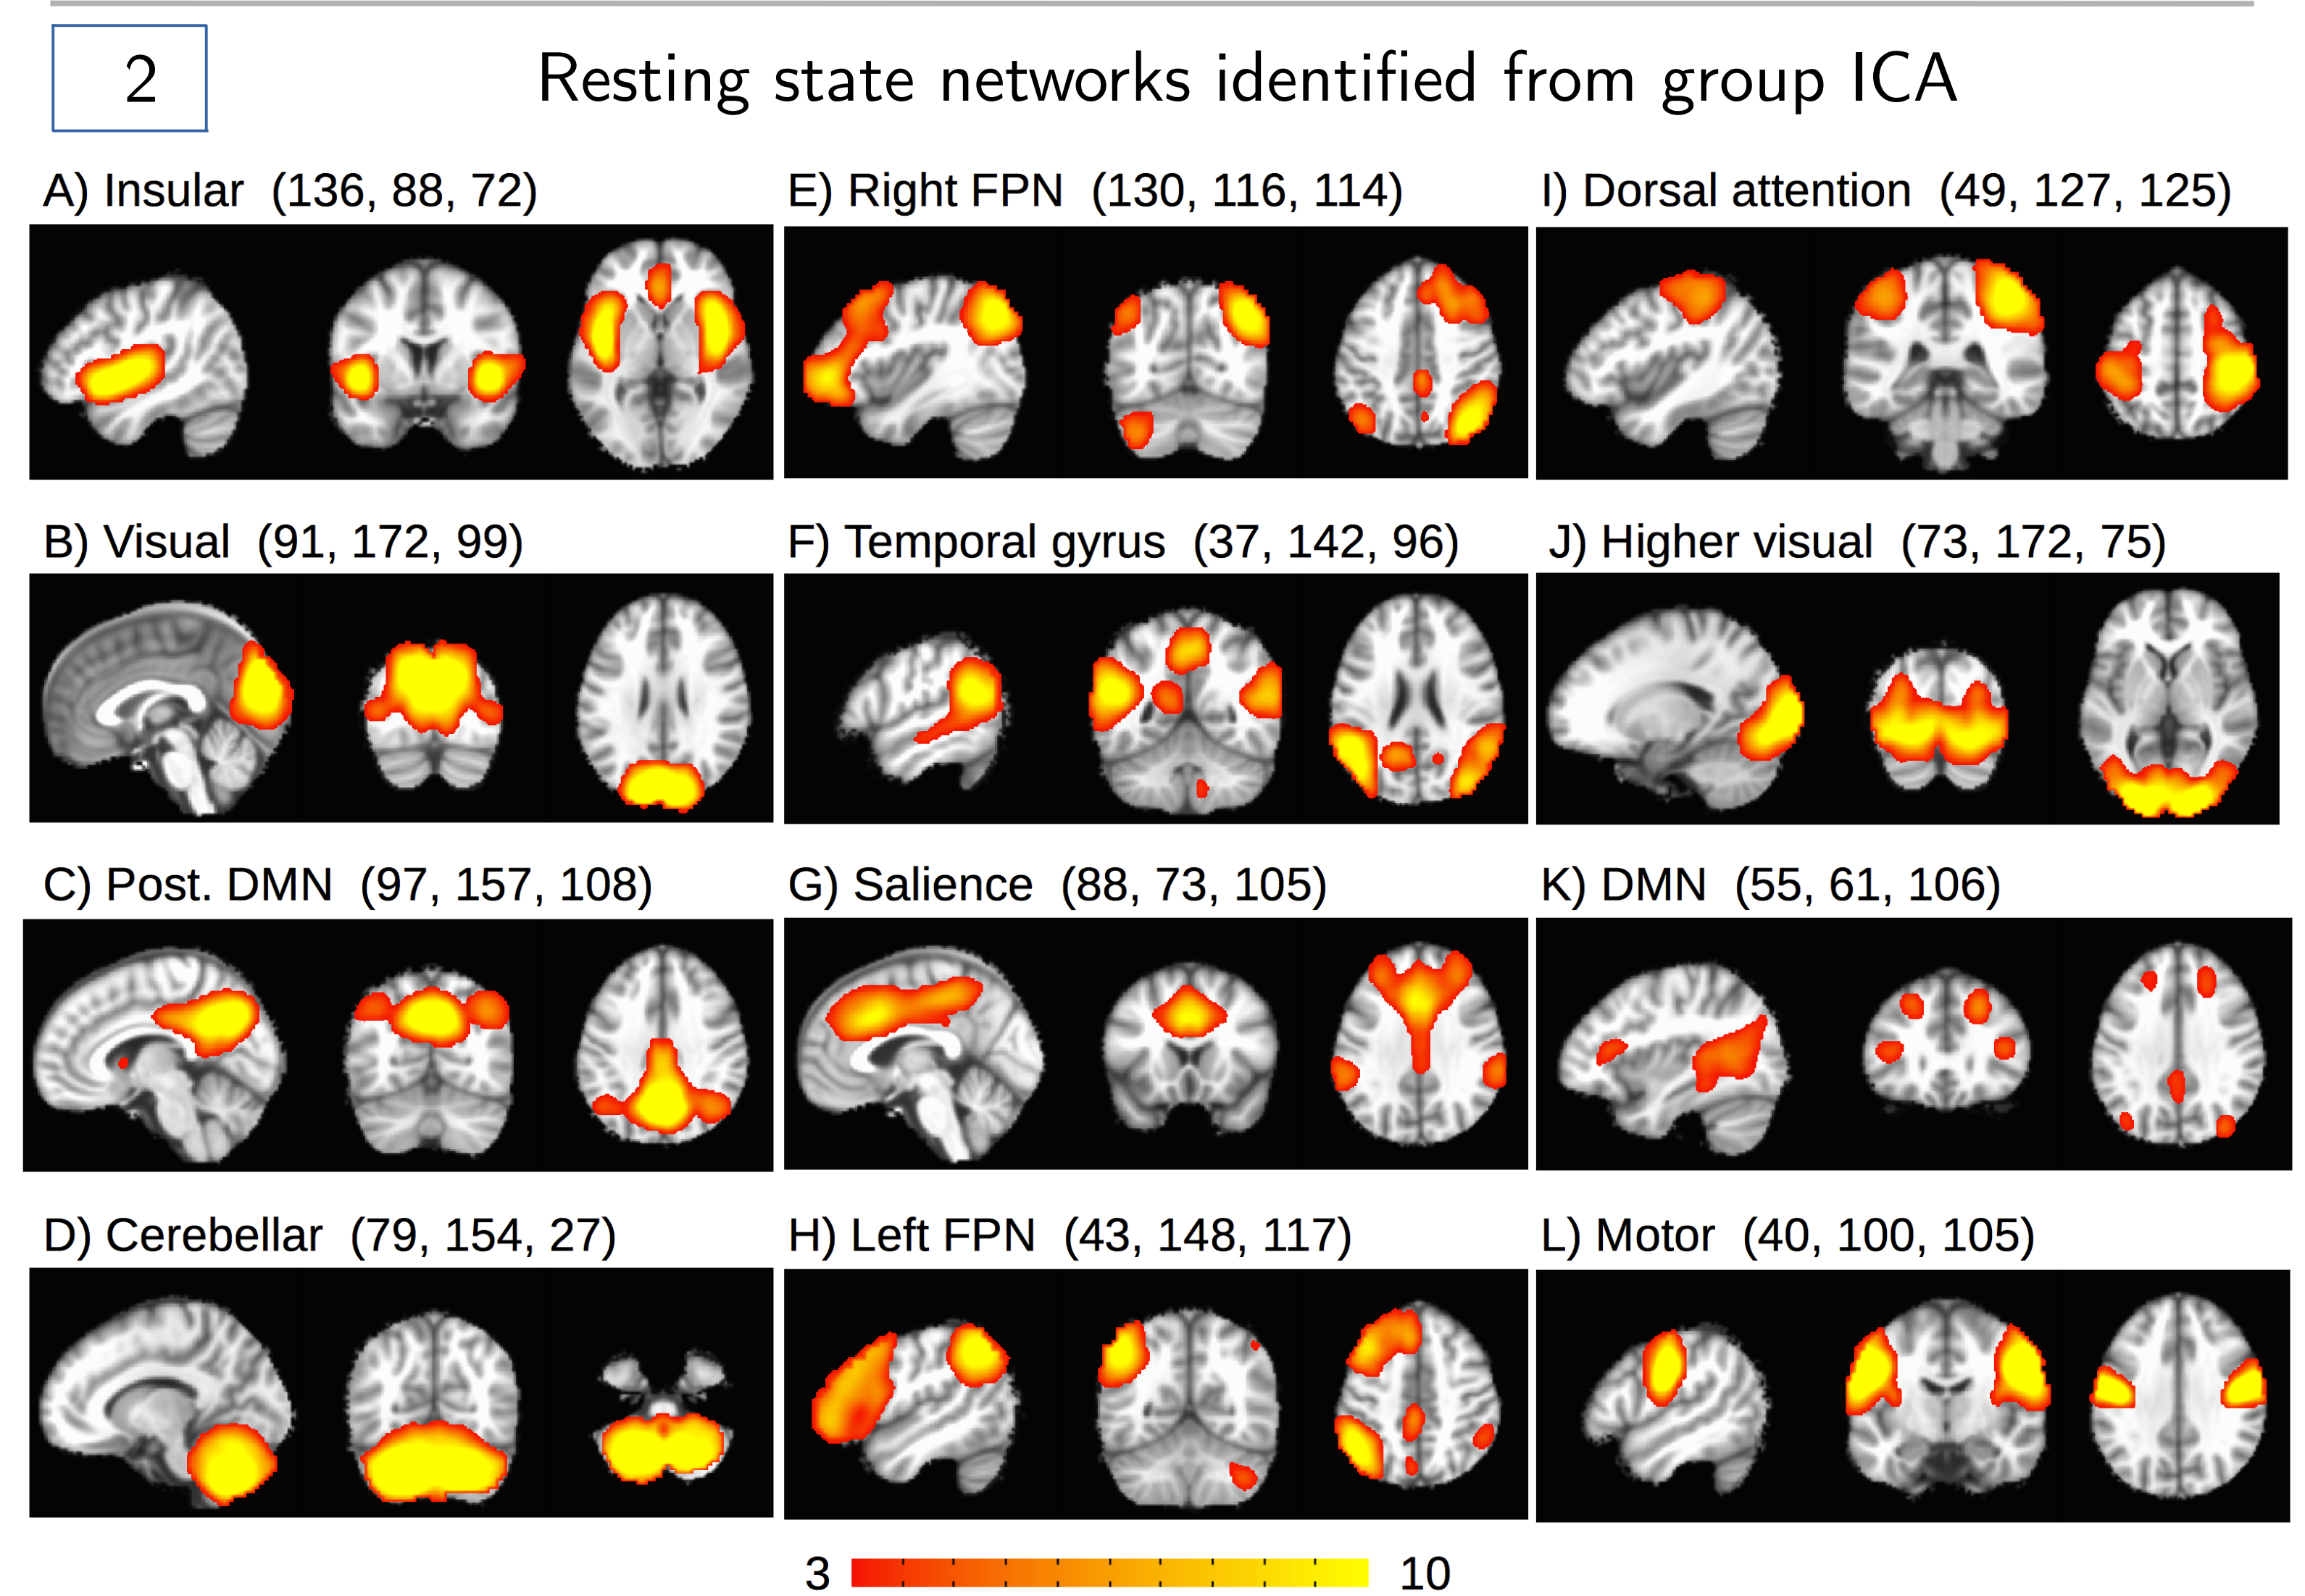 2
Resting state networks identified from group ICA
A) Insular (136, 88, 72)
E) Right FPN (130, 116, 114)
I) Dorsal attention (49, 127, 125)
B) Visual (91, 172, 99)
F) Temporal gyrus (37, 142, 96)
J) Higher visual (73, 172, 75)
C) Post. DMN (97, 157, 108)
G) Salience (88, 73, 105)
K) DMN (55, 61, 106)
D) Cerebellar (79, 154, 27)
H) Left FPN (43, 148, 117)
L) Motor (40, 100, 105)
3
10